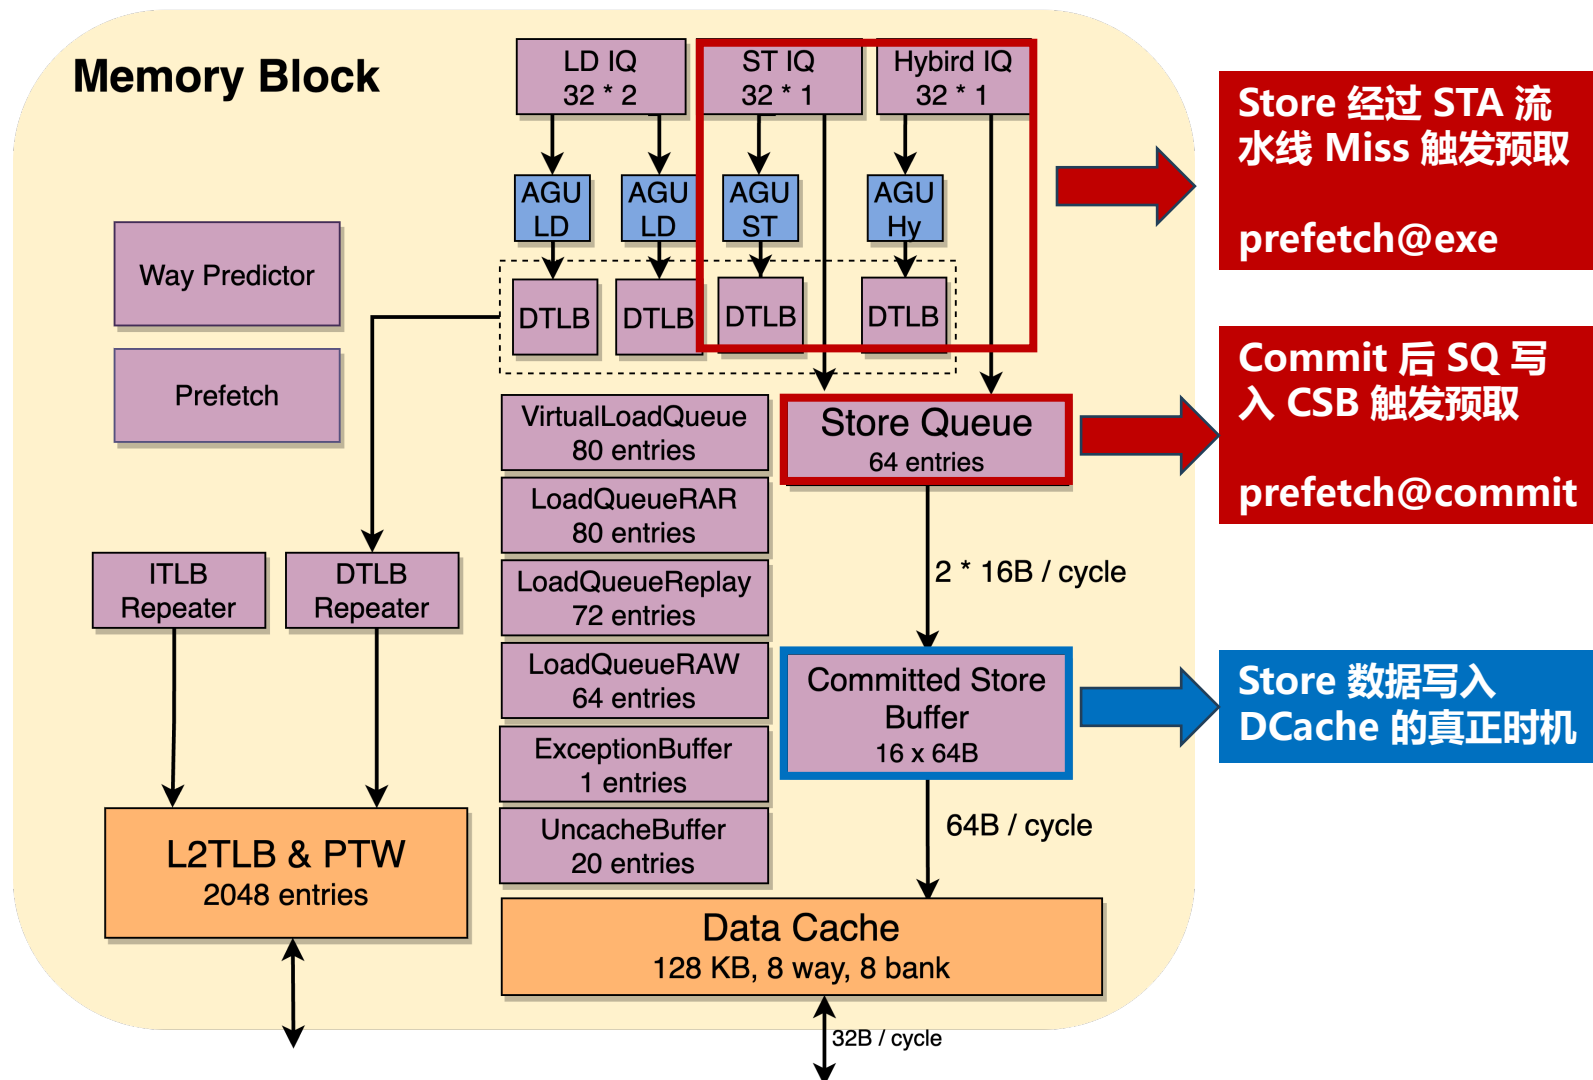 Memory Block
LD IQ
32 * 2
ST IQ
32 * 1
Hybird IQ
32 * 1
AGU
LD
AGU
LD
AGU
ST
AGU
Hy
DTLB
DTLB
DTLB
DTLB
Way Predictor
Prefetch
VirtualLoadQueue
80 entries
LoadQueueRAR
80 entries
LoadQueueReplay
72 entries
LoadQueueRAW
64 entries
ExceptionBuffer
1 entries
UncacheBuffer
20 entries
Store Queue
64 entries
2 * 16B / cycle
Committed Store
Buffer
16 x 64B
64B / cycle
ITLB
Repeater
DTLB
Repeater
L2TLB & PTW
2048 entries
Data Cache
128 KB, 8 way, 8 bank
32B / cycle
Store 经过 STA 流
水线 Miss 触发预取
prefetch@exe
Commit 后 SQ 写
入 CSB 触发预取
prefetch@commit
Store 数据写入
DCache 的真正时机